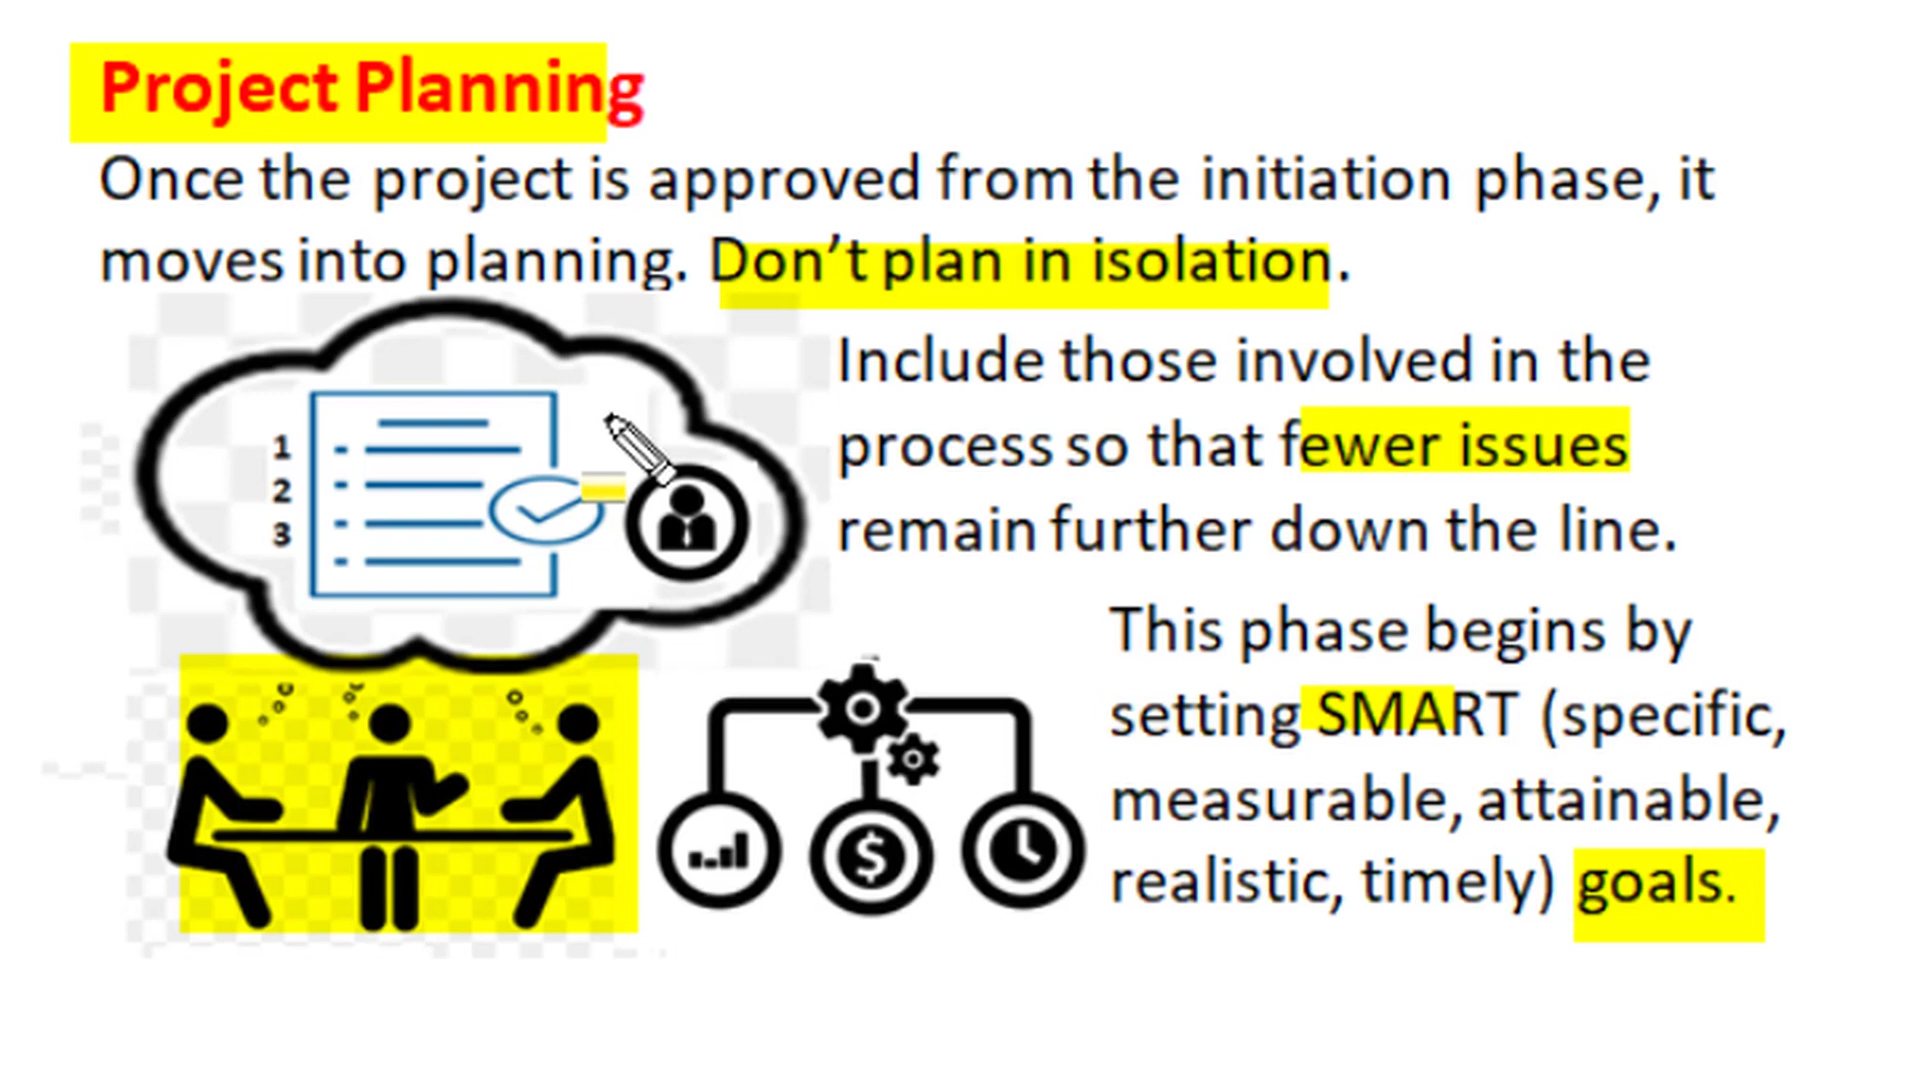 Project Planning
Once the project is approved from the initiation phase, it
moves into planning. Don’t plan in isolation.
Include those involved in the
process so that fewer issues
remain further down the line.
1
2
3
This phase begins by
setting SMART (specific,
measurable, attainable,
realistic, timely) goals.
$